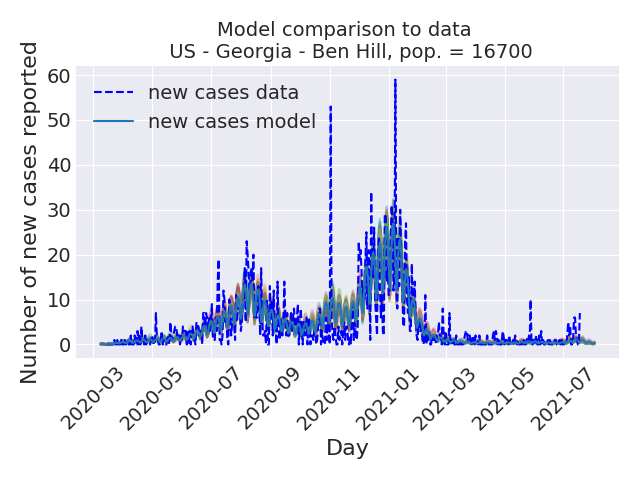 Model comparison to data
US - Georgia - Ben Hill, pop. = 16700
Number of new cases reported
60
50
40
30
20
10
0
new cases data
new cases model
2020-03
2020-05
2020-07
2020-09
2020-11
2021-01
2021-03
2021-05
2021-07
Day